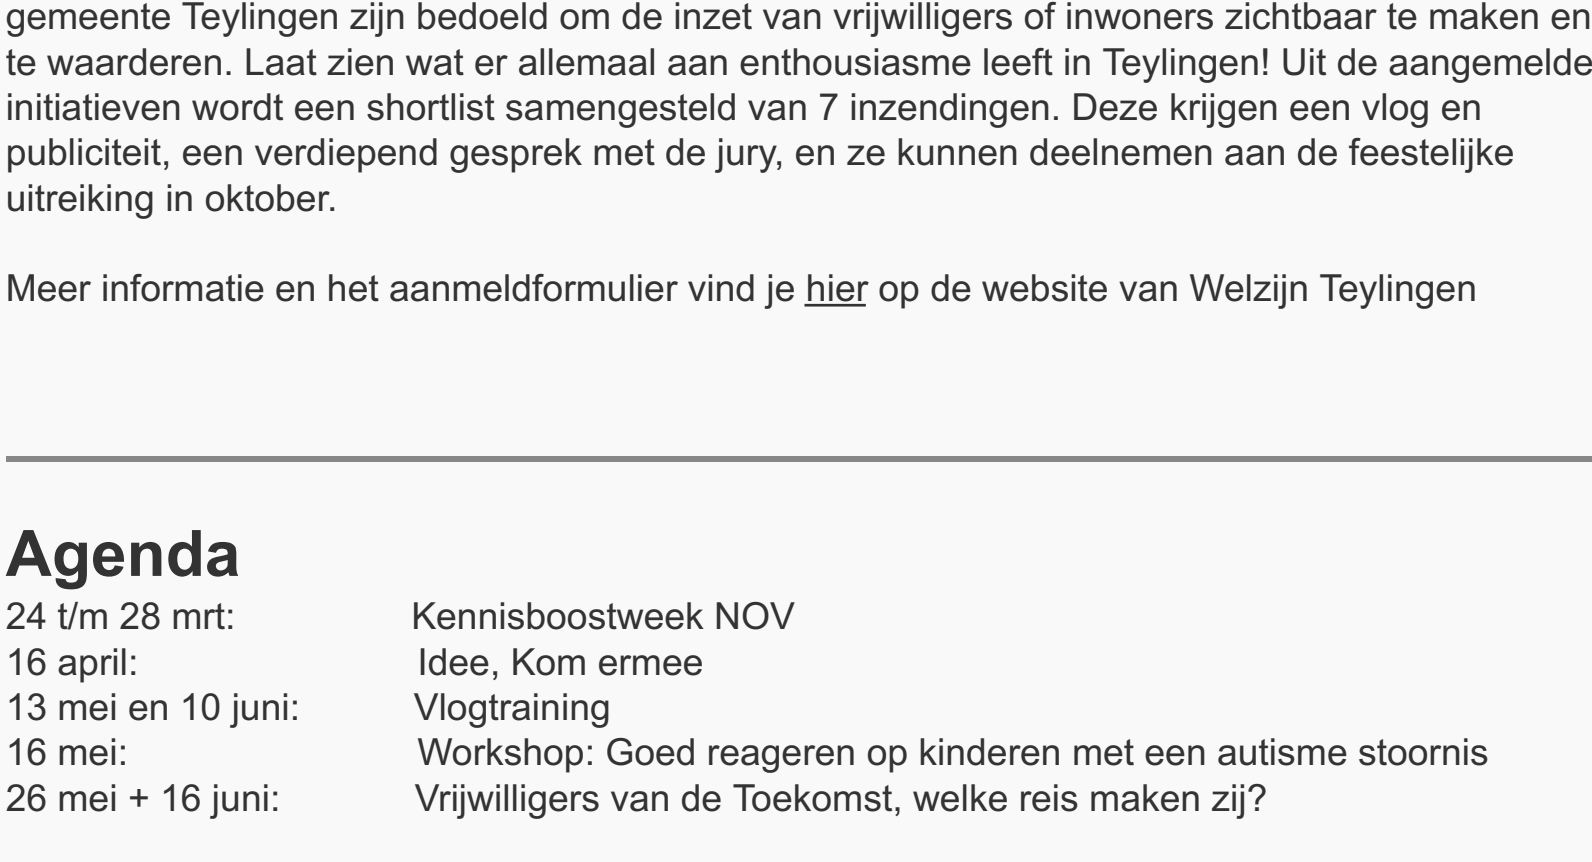 gemeente Teylingen zijn bedoeld om de inzet van vrijwilligers of inwoners zichtbaar te maken en
te waarderen. Laat zien wat er allemaal aan enthousiasme leeft in Teylingen! Uit de aangemelde
initiatieven wordt een shortlist samengesteld van 7 inzendingen. Deze krijgen een vlog en
publiciteit, een verdiepend gesprek met de jury, en ze kunnen deelnemen aan de feestelijke
uitreiking in oktober.
Meer informatie en het aanmeldformulier vind je hier op de website van Welzijn Teylingen
Agenda
24 t/m 28 mrt: Kennisboostweek NOV
16 april: Idee, Kom ermee
13 mei en 10 juni: Vlogtraining
16 mei: Workshop: Goed reageren op kinderen met een autisme stoornis
26 mei + 16 juni: Vrijwilligers van de Toekomst, welke reis maken zij?